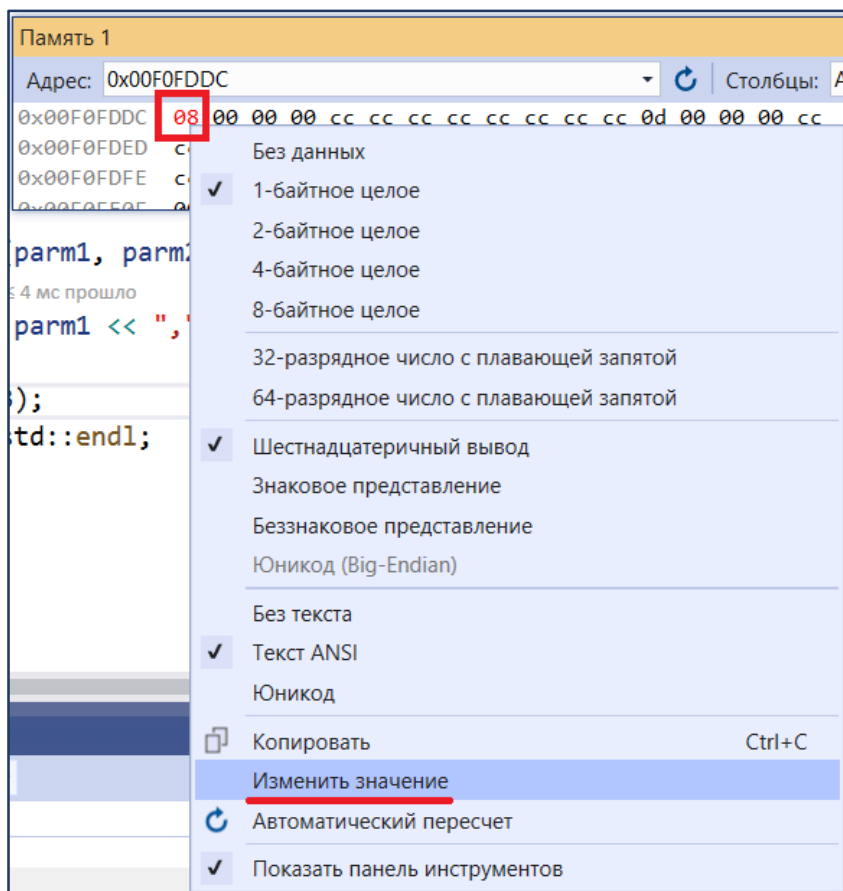 Память 1
Адрес: 0x00F0FDDC Столбцы:
0x00F0FDDC 08 00 00 00 cc cc cc cc cc cc cc cc 0d 00 00 00 cc
0x00F0FDED
0x00F0FDFE
Без данных
1-байтное целое
2-байтное целое
4-байтное целое
8-байтное целое
32-разрядное число с плавающей запятой
64-разрядное число с плавающей запятой
Шестнадцатеричный вывод
Знаковое представление
Беззнаковое представление
Юникод (Big-Endian)
Без текста
Текст ANSI
Юникод
Копировать Ctrl+C
Изменить значение
Автоматический пересчет
Показать панель инструментов
(parm1, parm2
≤ 4 мс прошло
parm1 << ",
);
std::endl;